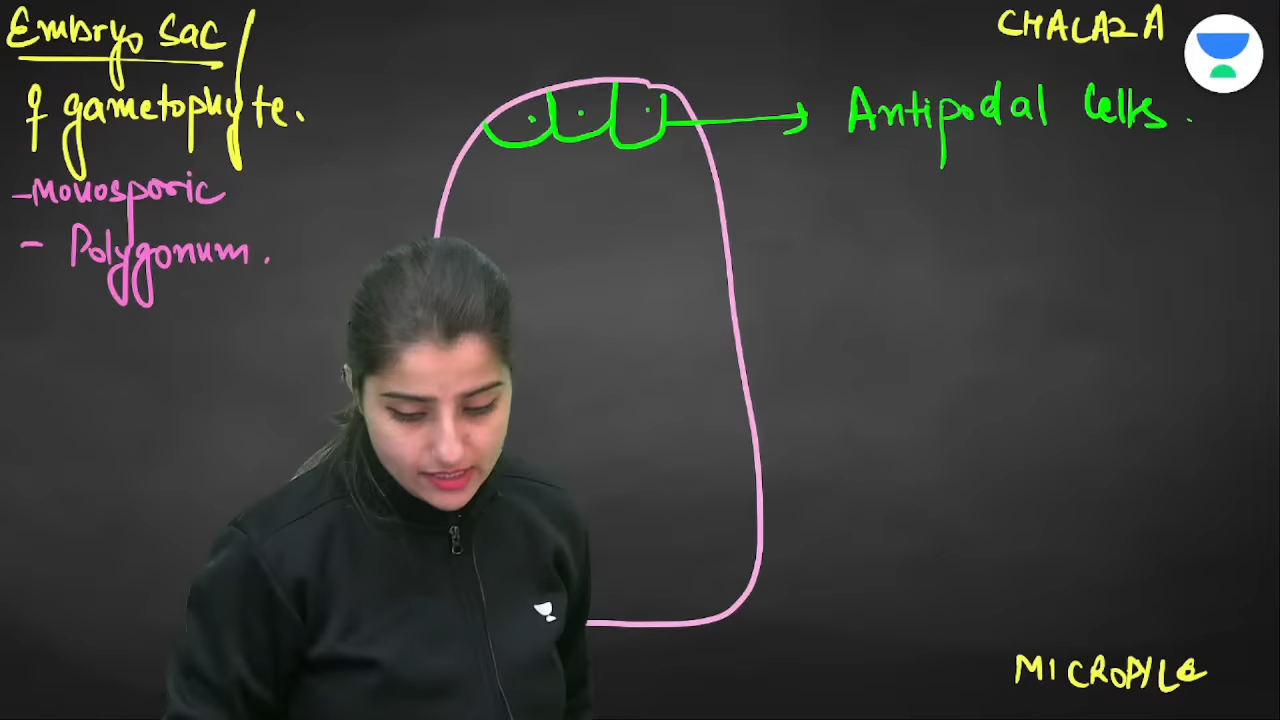 Embryo Sac/
♀ gametophyte.
- Monosporic
- Polygonum.
CHALAZA
Antipodal Cells.
MICROPYLE